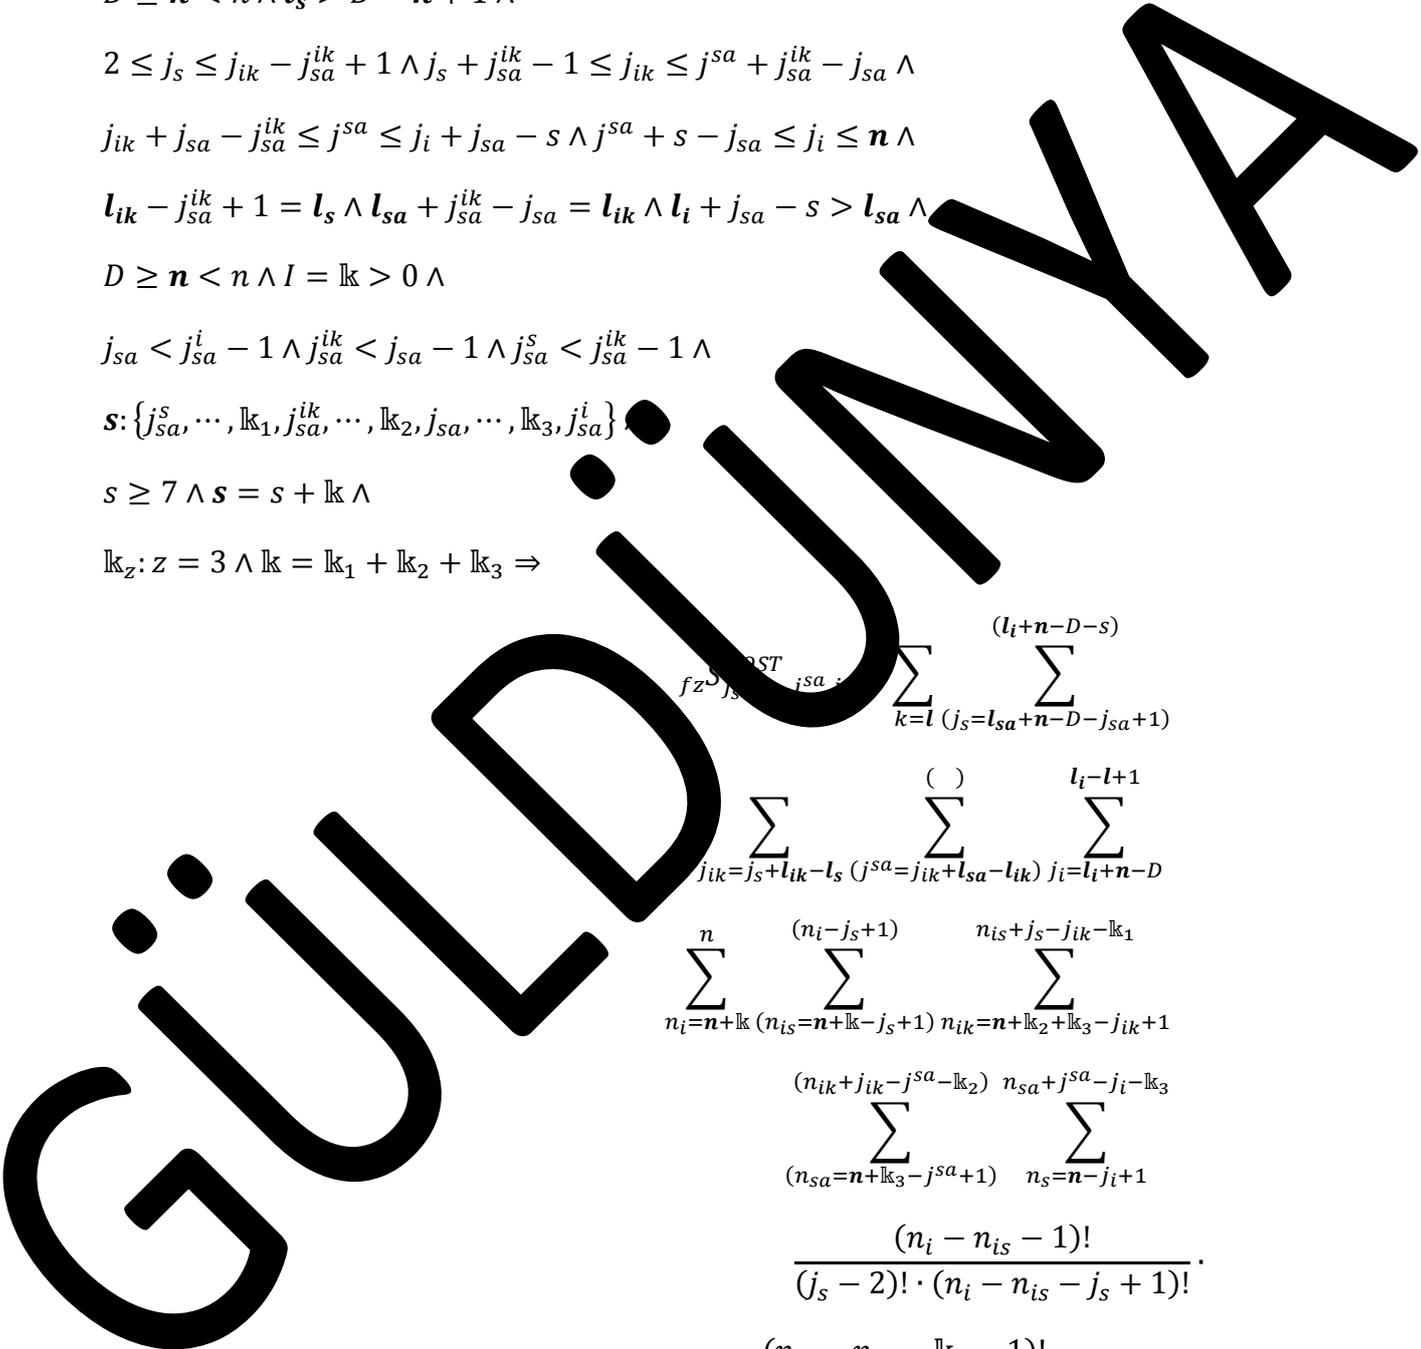 2 ≤ j_s ≤ j_{ik} − j_{sa}^{ik} + 1 ∧ j_s + j_{sa}^{ik} − 1 ≤ j_{ik} ≤ j^{sa} + j_{sa}^{ik} − j_{sa} ∧
j_{ik} + j_{sa} − j_{sa}^{ik} ≤ j^{sa} ≤ j_i + j_{sa} − s ∧ j^{sa} + s − j_{sa} ≤ j_i ≤ n ∧
l_{ik} − j_{sa}^{ik} + 1 = l_s ∧ l_{sa} + j_{sa}^{ik} − j_{sa} = l_{ik} ∧ l_i + j_{sa} − s > l_{sa} ∧
D ≥ n < n ∧ I = 𝕜 > 0 ∧
j_{sa} < j_{sa}^{i} − 1 ∧ j_{sa}^{ik} < j_{sa} − 1 ∧ j_{sa}^{s} < j_{sa}^{ik} − 1 ∧
s: {j_{sa}^{s}, ⋯ , 𝕜_1, j_{sa}^{ik}, ⋯ , 𝕜_2, j_{sa}, ⋯ , 𝕜_3, j_{sa}^{i}}
s ≥ 7 ∧ s = s + 𝕜 ∧
𝕜_z: z = 3 ∧ 𝕜 = 𝕜_1 + 𝕜_2 + 𝕜_3 ⇒
∑_{k=l} ∑_{(j_s=l_{sa}+n−D−j_{sa}+1)}^{(l_i+n−D−s)}
∑_{j_{ik}=j_s+l_{ik}−l_s} ∑_{(j^{sa}=j_{ik}+l_{sa}−l_{ik})}^{( )} ∑_{j_i=l_i+n−D}^{l_i−l+1}
∑_{n_i=n+𝕜}^{n} ∑_{(n_{is}=n+𝕜−j_s+1)}^{(n_i−j_s+1)} ∑_{n_{ik}=n+𝕜_2+𝕜_3−j_{ik}+1}^{n_{is}+j_s−j_{ik}−𝕜_1}
∑_{(n_{sa}=n+𝕜_3−j^{sa}+1)}^{(n_{ik}+j_{ik}−j^{sa}−𝕜_2)} ∑_{n_s=n−j_i+1}^{n_{sa}+j^{sa}−j_i−𝕜_3}
(n_i − n_{is} − 1)!
(j_s − 2)! · (n_i − n_{is} − j_s + 1)! ·
GÜLDÜNYA